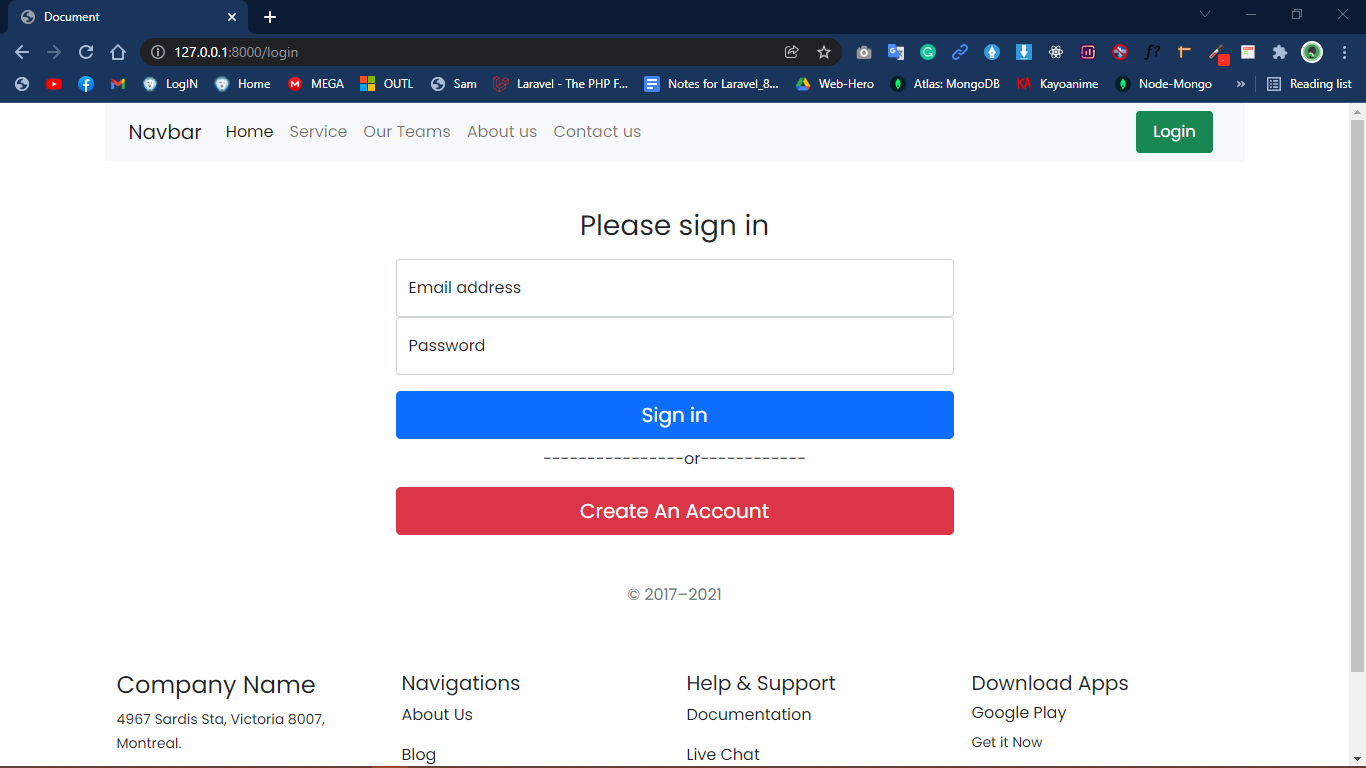 Document
127.0.0.1:8000/login
LogIN Home MEGA OUTL Sam Laravel - The PHP F... Notes for Laravel_8... Web-Hero Atlas: MongoDB KA Kayoanime Node-Mongo » Reading list
Navbar Home Service Our Teams About us Contact us Login
Please sign in
Email address
Password
Sign in
----------------or------------
Create An Account
© 2017–2021
Company Name Navigations Help & Support Download Apps
4967 Sardis Sta, Victoria 8007, About Us Documentation Google Play
Montreal. Blog Live Chat Get it Now